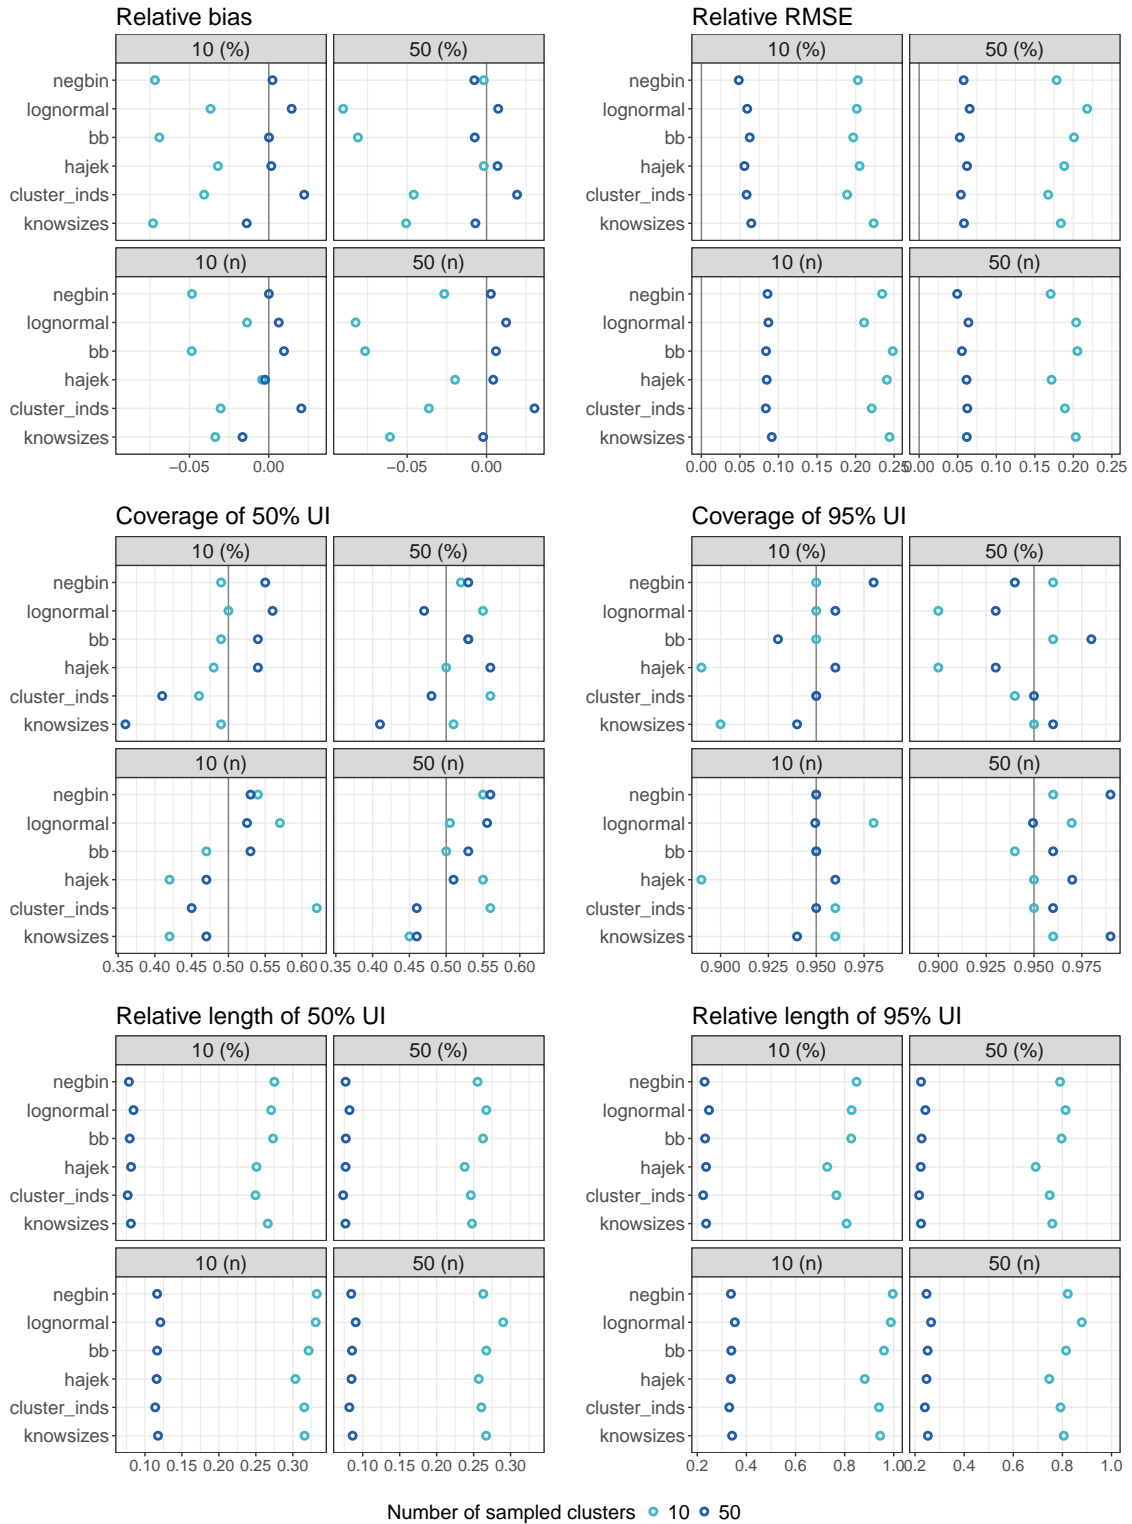 Relative bias
10 (%) 50 (%)
negbin
lognormal
bb
hajek
cluster_inds
knowsizes
10 (n) 50 (n)
negbin
lognormal
bb
hajek
cluster_inds
knowsizes
−0.05 0.00 −0.05 0.00
Relative RMSE
10 (%) 50 (%)
negbin
lognormal
bb
hajek
cluster_inds
knowsizes
10 (n) 50 (n)
negbin
lognormal
bb
hajek
cluster_inds
knowsizes
0.00 0.05 0.10 0.15 0.20 0.25 0.00 0.05 0.10 0.15 0.20 0.25
Coverage of 50% UI
10 (%) 50 (%)
negbin
lognormal
bb
hajek
cluster_inds
knowsizes
10 (n) 50 (n)
negbin
lognormal
bb
hajek
cluster_inds
knowsizes
0.35 0.40 0.45 0.50 0.55 0.60 0.35 0.40 0.45 0.50 0.55 0.60
Coverage of 95% UI
10 (%) 50 (%)
negbin
lognormal
bb
hajek
cluster_inds
knowsizes
10 (n) 50 (n)
negbin
lognormal
bb
hajek
cluster_inds
knowsizes
0.900 0.925 0.950 0.975 0.900 0.925 0.950 0.975
Relative length of 50% UI
10 (%) 50 (%)
negbin
lognormal
bb
hajek
cluster_inds
knowsizes
10 (n) 50 (n)
negbin
lognormal
bb
hajek
cluster_inds
knowsizes
0.10 0.15 0.20 0.25 0.30 0.10 0.15 0.20 0.25 0.30
Relative length of 95% UI
10 (%) 50 (%)
negbin
lognormal
bb
hajek
cluster_inds
knowsizes
10 (n) 50 (n)
negbin
lognormal
bb
hajek
cluster_inds
knowsizes
0.2 0.4 0.6 0.8 1.0 0.2 0.4 0.6 0.8 1.0
Number of sampled clusters 10 50